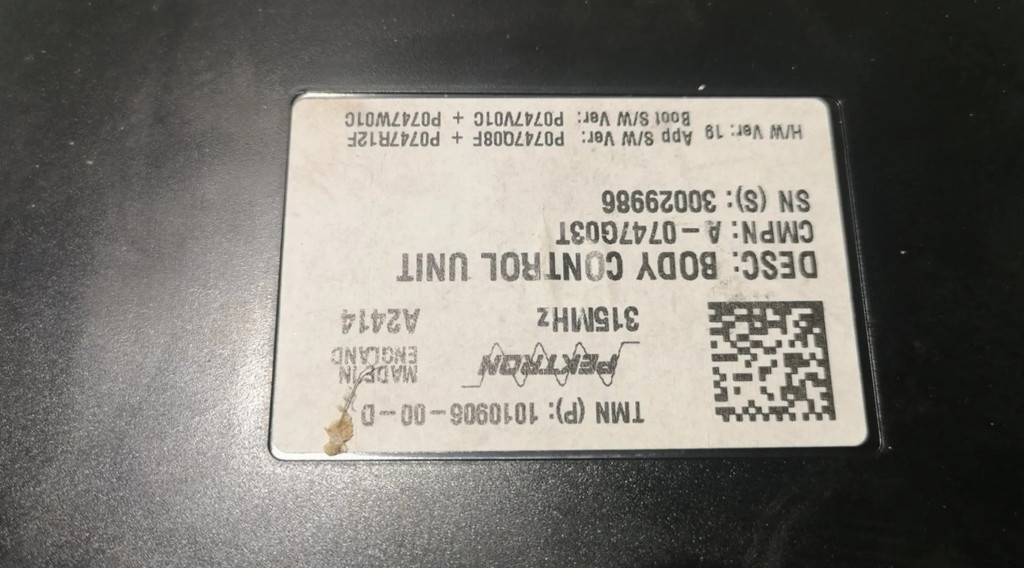 TMN (P): 1010906-00-D
PEKTRON
MADE IN
ENGLAND
315MHz
A2414
DESC: BODY CONTROL UNIT
CMPN: A-0747G03T
SN (S): 30029986
H/W Ver: 19 App S/W Ver: P0747Q08F + P0747R12F
Boot S/W Ver: P0747V01C + P0747W01C